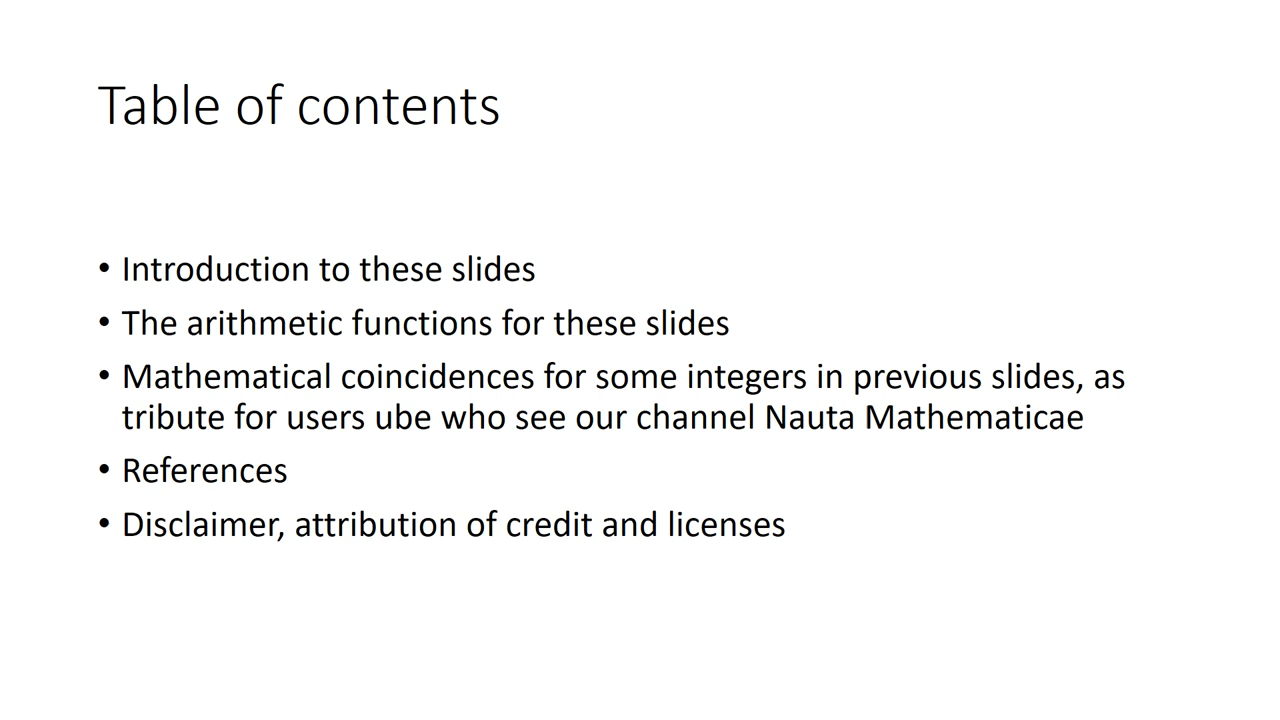 Table of contents
• Introduction to these slides
• The arithmetic functions for these slides
• Mathematical coincidences for some integers in previous slides, as
tribute for users ube who see our channel Nauta Mathematicae
• References
• Disclaimer, attribution of credit and licenses